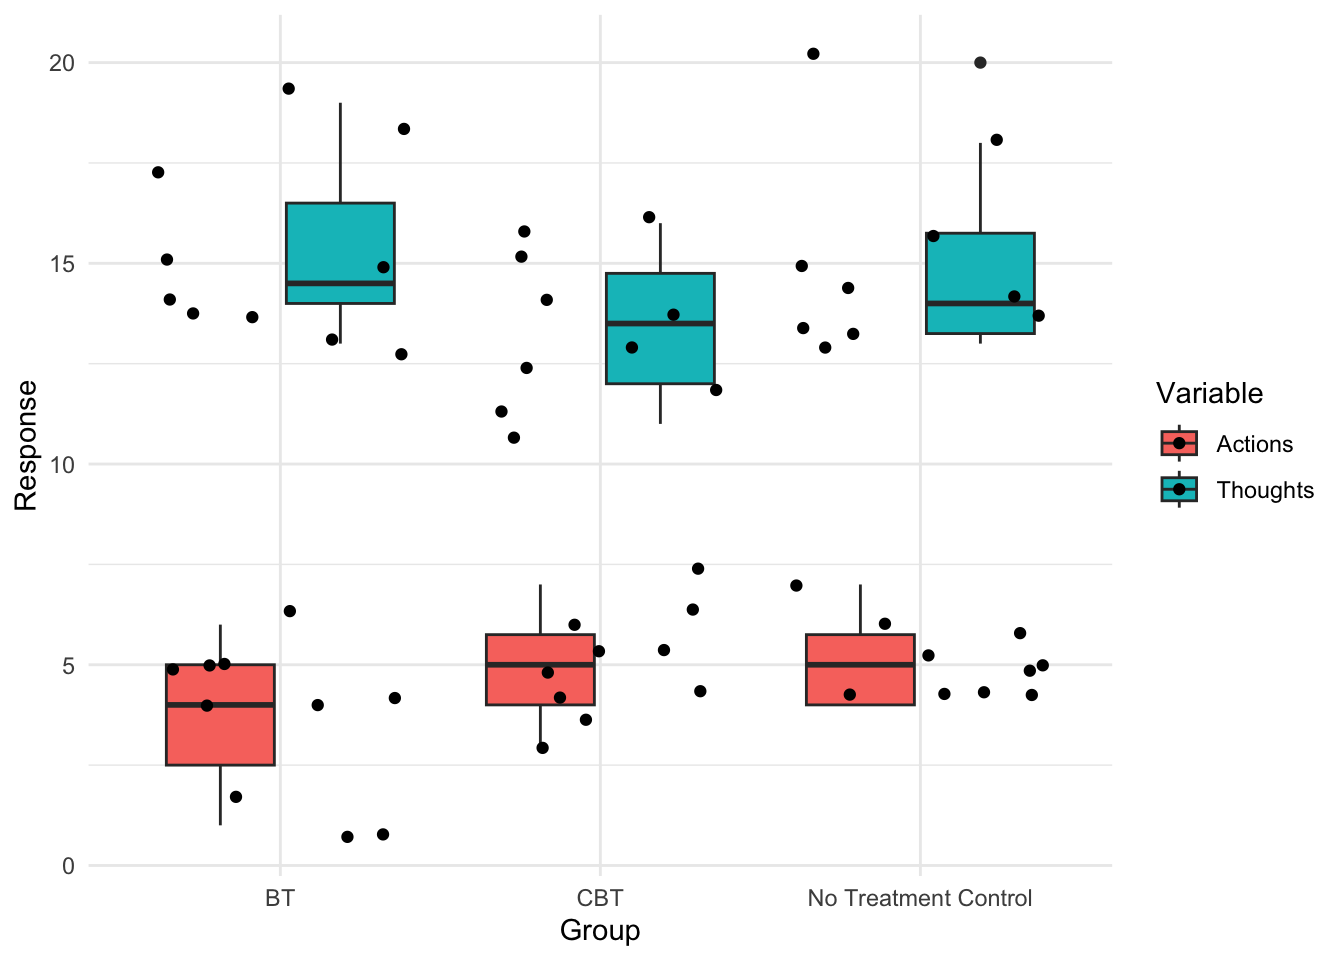 20
15
10
5
0
Response
BT
CBT
No Treatment Control
Group
Variable
Actions
Thoughts